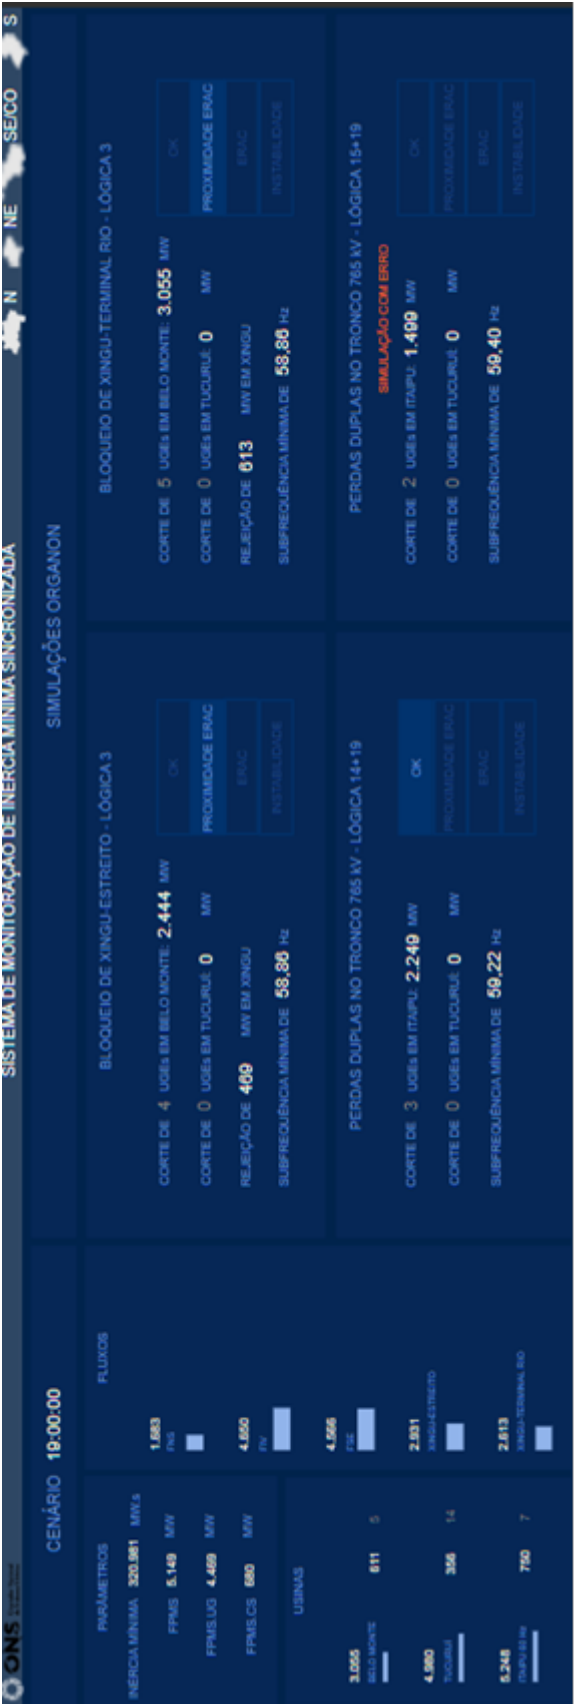 ONS
SISTEMA DE MONITORAÇÃO DE INÉRCIA MÍNIMA SINCRONIZADA
N NE SE/CO S
CENÁRIO 19:00:00
PARÂMETROS
INÉRCIA MÍNIMA 320.981 MW.s
FPMS 5.149 MW
FPMS.UG 4.469 MW
FPMS.CS 680 MW
USINAS
3.055 611 5
BELO MONTE
4.980 356 14
TUCURUÍ
5.248 750 7
ITAIPU 60 Hz
FLUXOS
1.683
FNS
4.650
FIV
4.566
FSE
2.931
XINGU-ESTREITO
2.613
XINGU-TERMINAL RIO
SIMULAÇÕES ORGANON
BLOQUEIO DE XINGU-ESTREITO - LÓGICA 3
CORTE DE 4 UGEs EM BELO MONTE: 2.444 MW
CORTE DE 0 UGEs EM TUCURUÍ: 0 MW
REJEIÇÃO DE 469 MW EM XINGU
SUBFREQUÊNCIA MÍNIMA DE 58,86 Hz
OK
PROXIMIDADE ERAC
ERAC
INSTABILIDADE
BLOQUEIO DE XINGU-TERMINAL RIO - LÓGICA 3
CORTE DE 5 UGEs EM BELO MONTE: 3.055 MW
CORTE DE 0 UGEs EM TUCURUÍ: 0 MW
REJEIÇÃO DE 613 MW EM XINGU
SUBFREQUÊNCIA MÍNIMA DE 58,86 Hz
OK
PROXIMIDADE ERAC
ERAC
INSTABILIDADE
PERDAS DUPLAS NO TRONCO 765 kV - LÓGICA 14+19
CORTE DE 3 UGEs EM ITAIPU: 2.249 MW
CORTE DE 0 UGEs EM TUCURUÍ: 0 MW
SUBFREQUÊNCIA MÍNIMA DE 59,22 Hz
OK
PROXIMIDADE ERAC
ERAC
INSTABILIDADE
PERDAS DUPLAS NO TRONCO 765 kV - LÓGICA 15+19
SIMULAÇÃO COM ERRO
CORTE DE 2 UGEs EM ITAIPU: 1.499 MW
CORTE DE 0 UGEs EM TUCURUÍ: 0 MW
SUBFREQUÊNCIA MÍNIMA DE 59,40 Hz
OK
PROXIMIDADE ERAC
ERAC
INSTABILIDADE